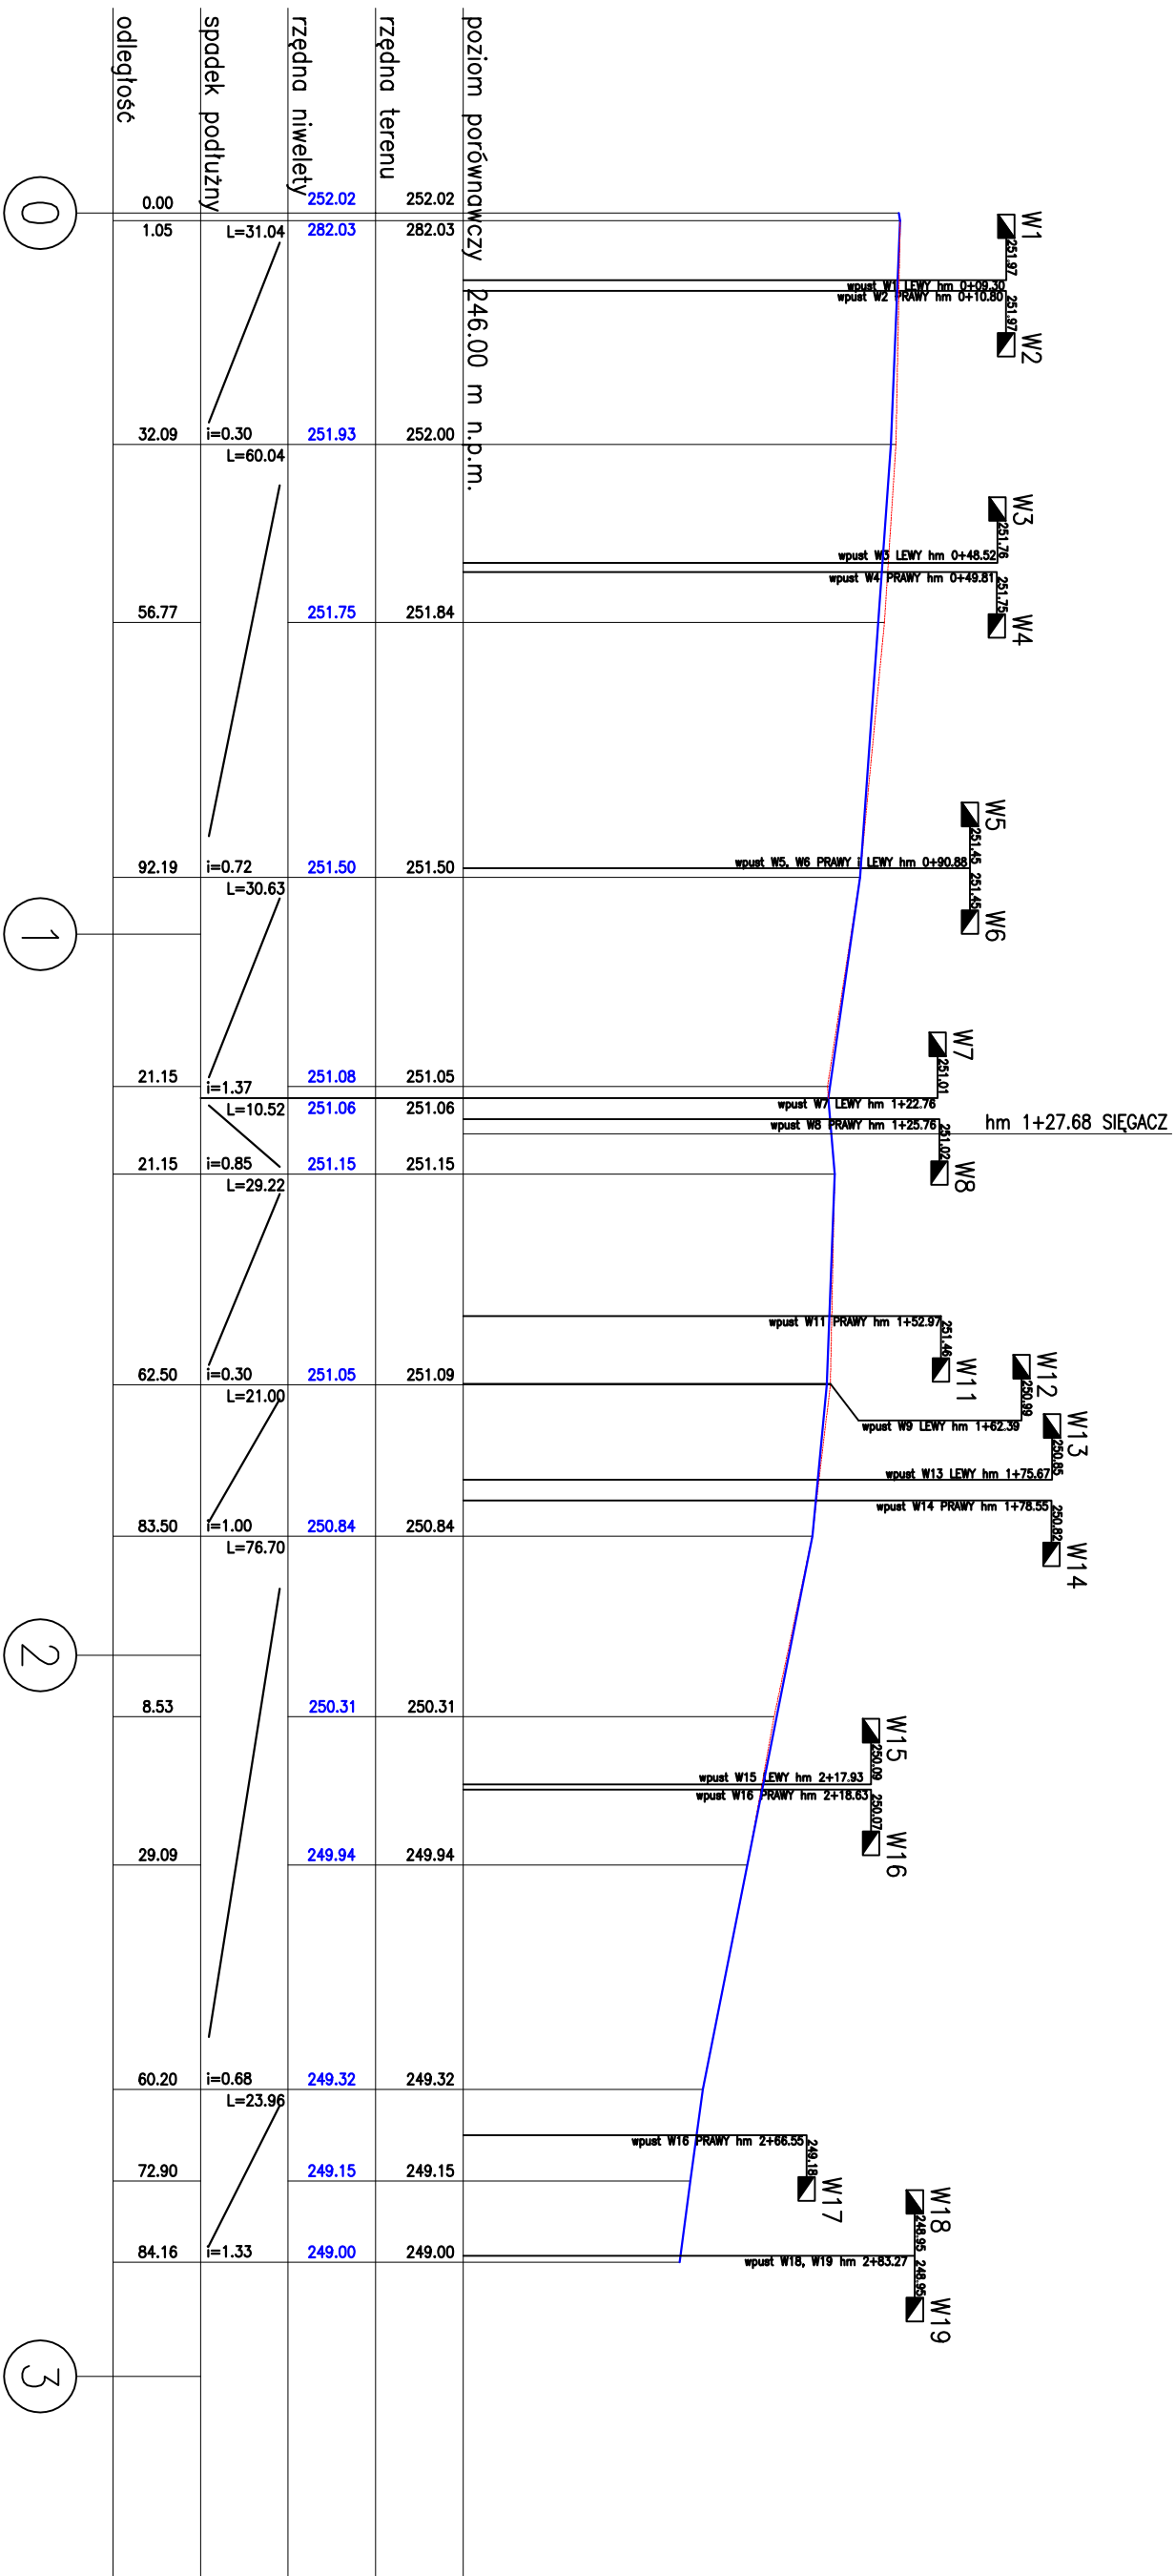 W1
251.97
wpust W1 LEWY hm 0+09.30
wpust W2 PRAWY hm 0+10.80
251.97
W2
W3
251.76
wpust W3 LEWY hm 0+48.52
wpust W4 PRAWY hm 0+49.81
251.75
W4
W5
251.45
wpust W5, W6 PRAWY i LEWY hm 0+90.88
251.45
W6
W7
251.01
wpust W7 LEWY hm 1+22.76
wpust W8 PRAWY hm 1+25.76
251.02
W8
hm 1+27.68 SIĘGACZ
wpust W11 PRAWY hm 1+52.97
251.46
W11
W12
250.99
wpust W9 LEWY hm 1+62.39
W13
250.85
wpust W13 LEWY hm 1+75.67
wpust W14 PRAWY hm 1+78.55
250.82
W14
W15
250.09
wpust W15 LEWY hm 2+17.93
wpust W16 PRAWY hm 2+18.63
250.07
W16
wpust W16 PRAWY hm 2+66.55
249.18
W17
W18
248.95
wpust W18, W19 hm 2+83.27
248.95
W19
poziom porównawczy 246.00 m n.p.m.
rzędna terenu
252.02
282.03
252.00
251.84
251.50
251.05
251.06
251.15
251.09
250.84
250.31
249.94
249.32
249.15
249.00
rzędna niwelety
252.02
282.03
251.93
251.75
251.50
251.08
251.06
251.15
251.05
250.84
250.31
249.94
249.32
249.15
249.00
spadek podłużny
L=31.04
i=0.30
L=60.04
i=0.72
L=30.63
i=1.37
L=10.52
i=0.85
L=29.22
i=0.30
L=21.00
i=1.00
L=76.70
i=0.68
L=23.96
i=1.33
odległość
0.00
1.05
32.09
56.77
92.19
21.15
21.15
62.50
83.50
8.53
29.09
60.20
72.90
84.16
0
1
2
3